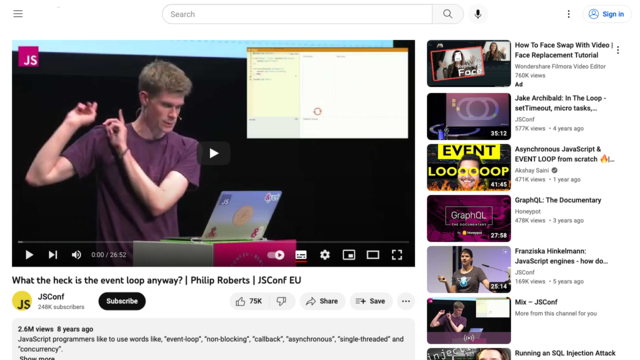 Search
Sign in
JS
0:00 / 26:52
What the heck is the event loop anyway? | Philip Roberts | JSConf EU
JSConf
248K subscribers
Subscribe
75K
Share
Save
2.6M views 8 years ago
JavaScript programmers like to use words like, "event-loop", "non-blocking", "callback", "asynchronous", "single-threaded" and
"concurrency".
Show more
Face
How To Face Swap With Video |
Face Replacement Tutorial
Wondershare Filmora Video Editor
760K views
Ad
35:12
Jake Archibald: In The Loop -
setTimeout, micro tasks,...
JSConf
577K views • 4 years ago
EVENT
LOOOOOOP
41:45
Asynchronous JavaScript &
EVENT LOOP from scratch 🔥|...
Akshay Saini
471K views • 1 year ago
GraphQL
27:58
GraphQL: The Documentary
Honeypot
478K views • 3 years ago
25:14
Franziska Hinkelmann:
JavaScript engines - how do...
JSConf
169K views • 5 years ago
Mix – JSConf
More from this channel for you
inject
Running an SQL Injection Attack